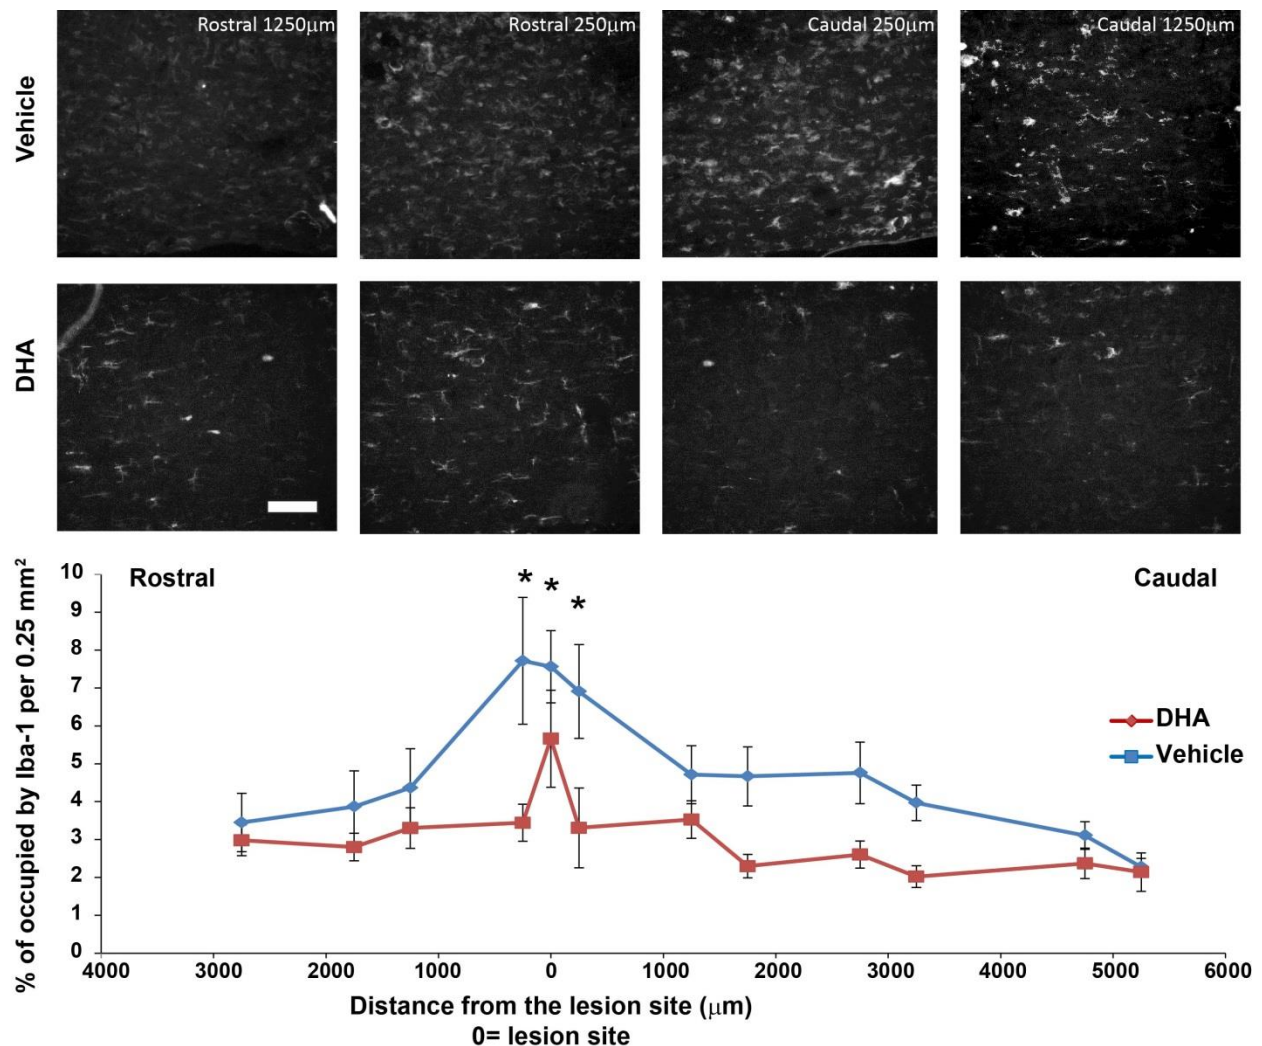 Rostral 1250μm
Rostral 250μm
Caudal 250μm
Caudal 1250μm
Vehicle
DHA
% of occupied by Iba-1 per 0.25 mm²
10
9
8
7
6
5
4
3
2
1
0
Rostral
* * *
Caudal
DHA
Vehicle
4000 3000 2000 1000 0 1000 2000 3000 4000 5000 6000
Distance from the lesion site (μm)
0= lesion site